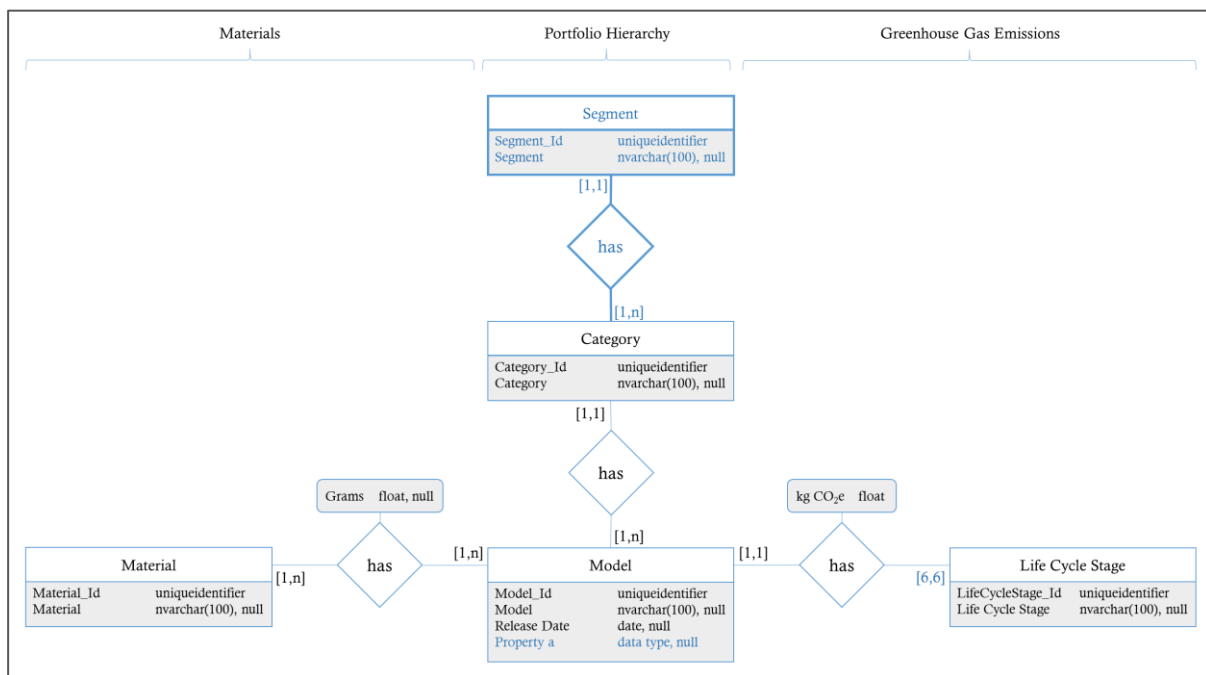 Materials
Portfolio Hierarchy
Greenhouse Gas Emissions
Segment
Segment_Id uniqueidentifier
Segment nvarchar(100), null
[1,1]
has
[1,n]
Category
Category_Id uniqueidentifier
Category nvarchar(100), null
[1,1]
has
[1,n]
Grams float, null
has
[1,n]
[1,n]
kg CO₂e float
has
[1,1]
[6,6]
Material
Material_Id uniqueidentifier
Material nvarchar(100), null
Model
Model_Id uniqueidentifier
Model nvarchar(100), null
Release Date date, null
Property a data type, null
Life Cycle Stage
LifeCycleStage_Id uniqueidentifier
Life Cycle Stage nvarchar(100), null